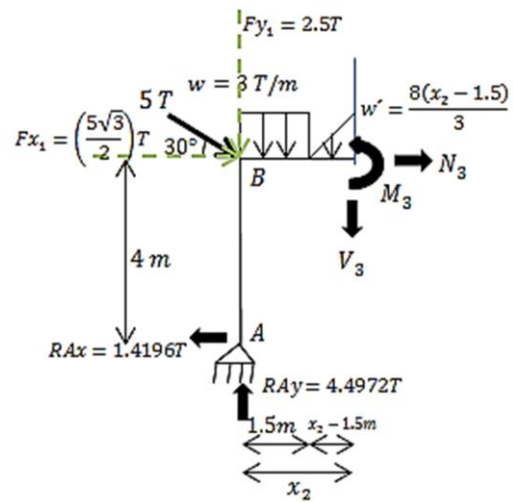 Fy₁ = 2.5T
w = 3 T/m
5 T
w′ = 8(x₂ − 1.5)/3
Fx₁ = (5√3/2)T
30°
N₃
B
M₃
V₃
4 m
A
RAx = 1.4196T
RAy = 4.4972T
1.5m x₂ − 1.5m
x₂